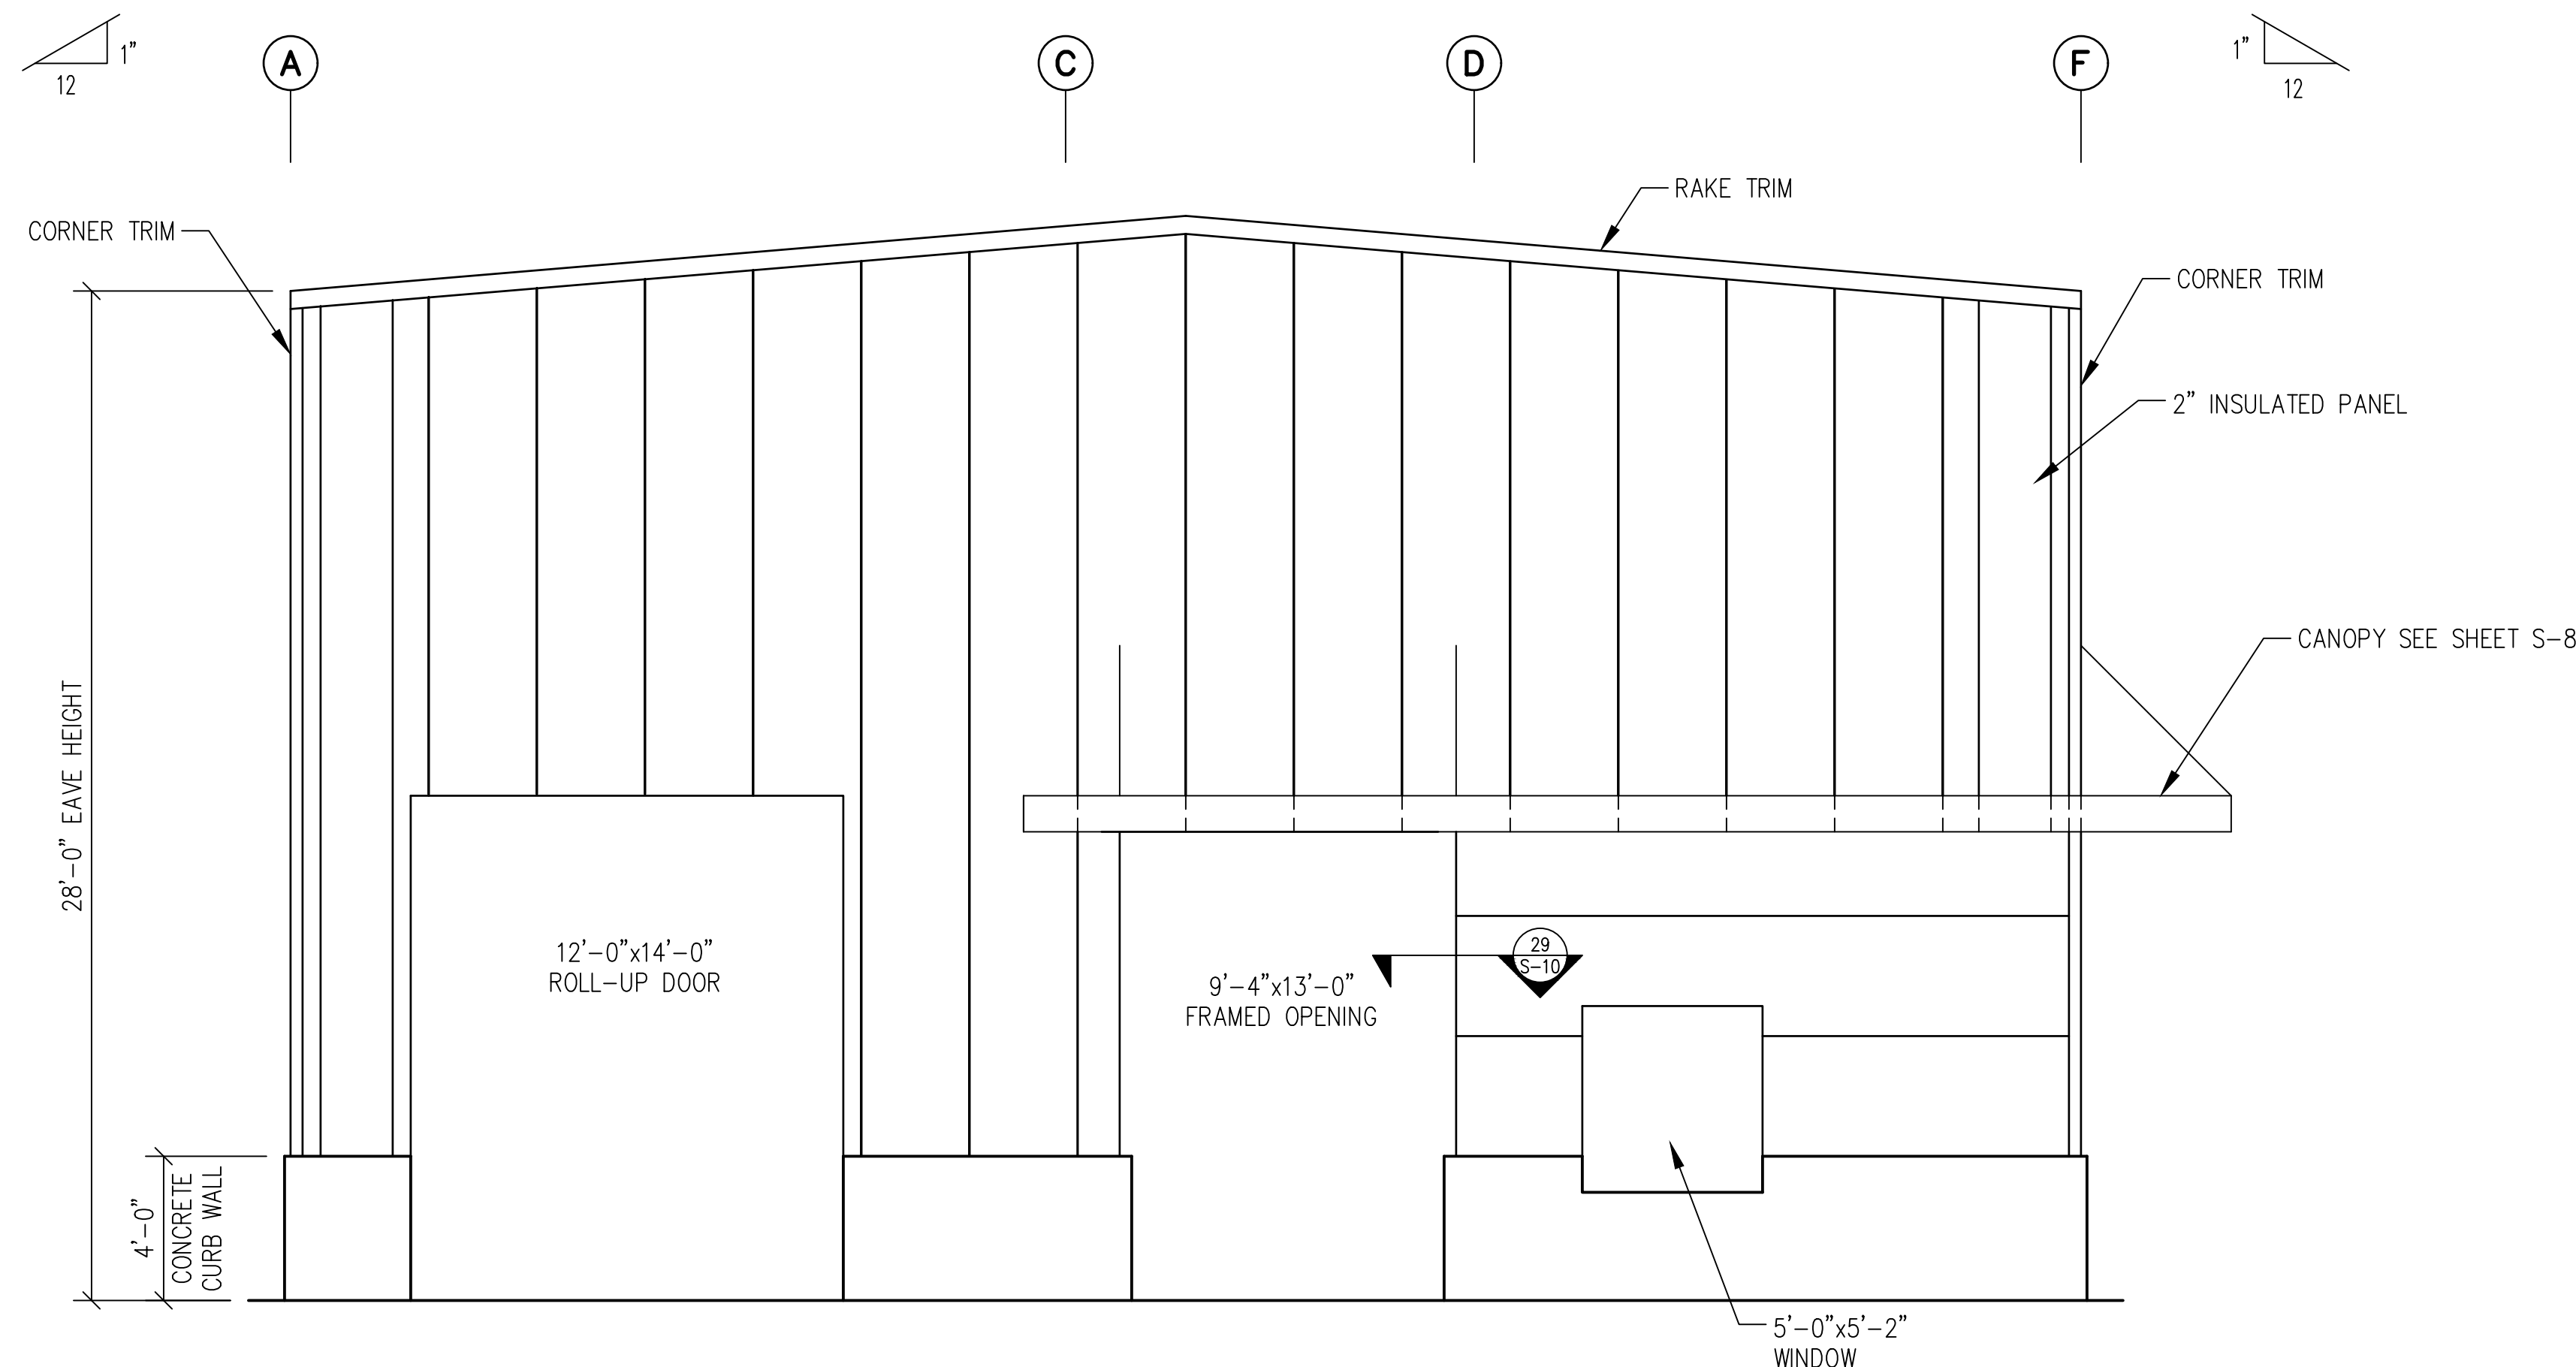 1"
12
A
C
D
F
1"
12
RAKE TRIM
CORNER TRIM
CORNER TRIM
2" INSULATED PANEL
CANOPY SEE SHEET S-8
28'-0" EAVE HEIGHT
12'-0"x14'-0"
ROLL-UP DOOR
29
S-10
9'-4"x13'-0"
FRAMED OPENING
4'-0"
CONCRETE
CURB WALL
5'-0"x5'-2"
WINDOW